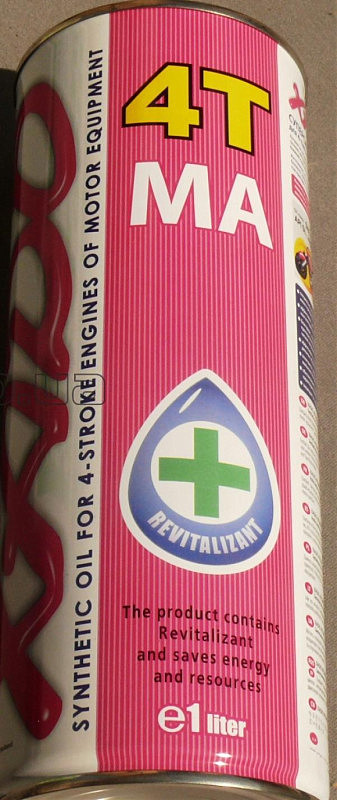 XADO
SYNTHETIC OIL FOR 4-STROKE ENGINES OF MOTOR EQUIPMENT
4T
MA
REVITALIZANT
The product contains
Revitalizant
and saves energy
and resources
e1 liter